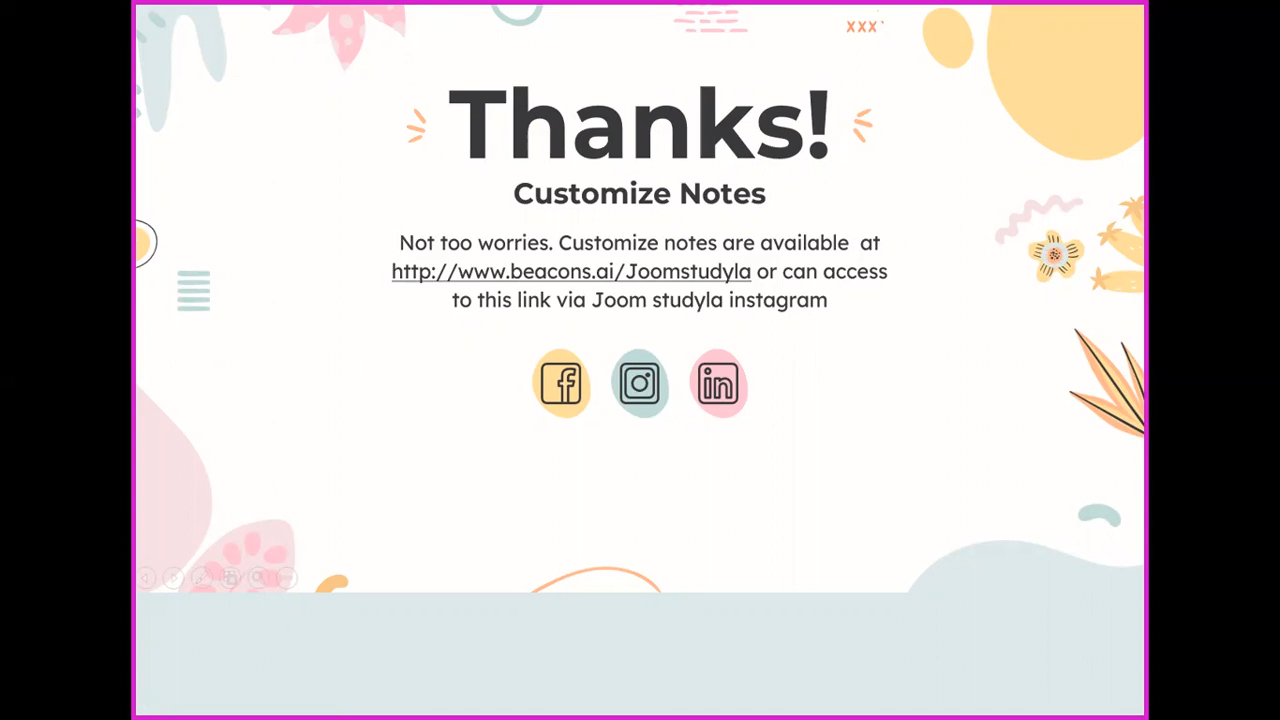 XXX
Thanks!
Customize Notes
Not too worries. Customize notes are available at
http://www.beacons.ai/Joomstudyla or can access
to this link via Joom studyla instagram
f
in